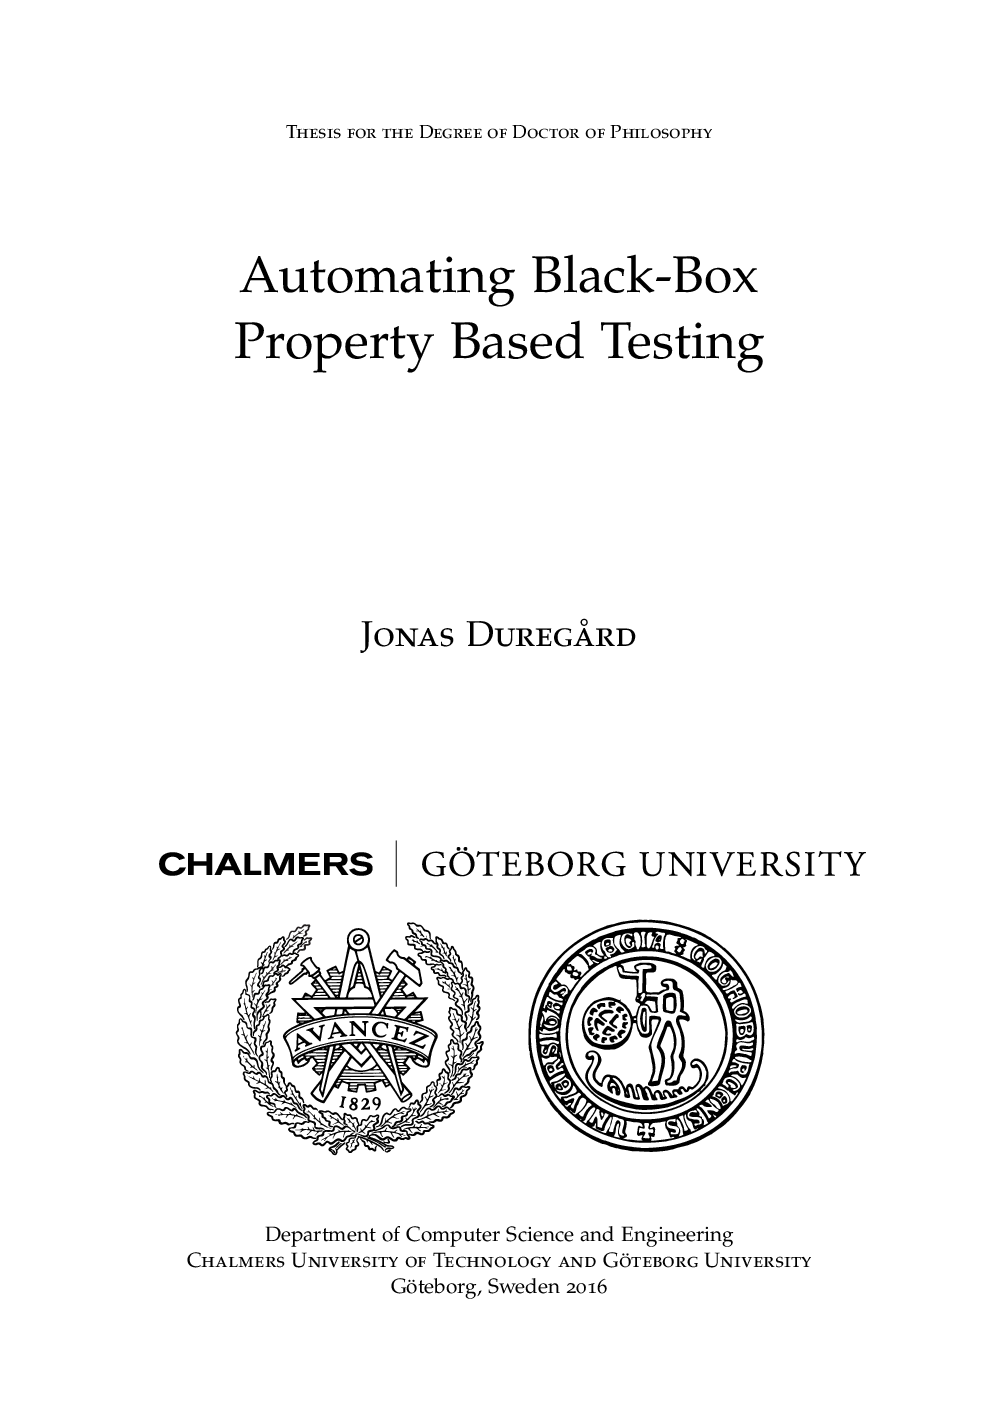 Thesis for the Degree of Doctor of Philosophy
Automating Black-Box
Property Based Testing
Jonas Duregård
CHALMERS | GÖTEBORG UNIVERSITY
AVANCEZ
1829
UNIVERSITAS : REGIA : GOTHOBURGENSIS
Department of Computer Science and Engineering
Chalmers University of Technology and Göteborg University
Göteborg, Sweden 2016